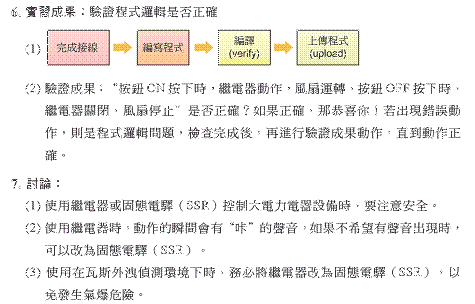 6. 實習成果：驗證程式邏輯是否正確
(1) 完成接線 編寫程式 編譯 (verify) 上傳程式 (upload)
(2) 驗證成果：“按鈕 ON 按下時，繼電器動作，風扇運轉、按鈕 OFF 按下時，
繼電器關閉、風扇停止”是否正確？如果正確、那恭喜你！若出現錯誤動
作，則是程式邏輯問題，檢查完成後，再進行驗證成果動作，直到動作正
確。
7. 討論：
(1) 使用繼電器或固態電驛（SSR）控制大電力電器設備時，要注意安全。
(2) 使用繼電器時，動作的瞬間會有“咔”的聲音，如果不希望有聲音出現時，
可以改為固態電驛（SSR）。
(3) 使用在瓦斯外洩偵測環境下時，務必將繼電器改為固態電驛（SSR），以
免發生氣爆危險。